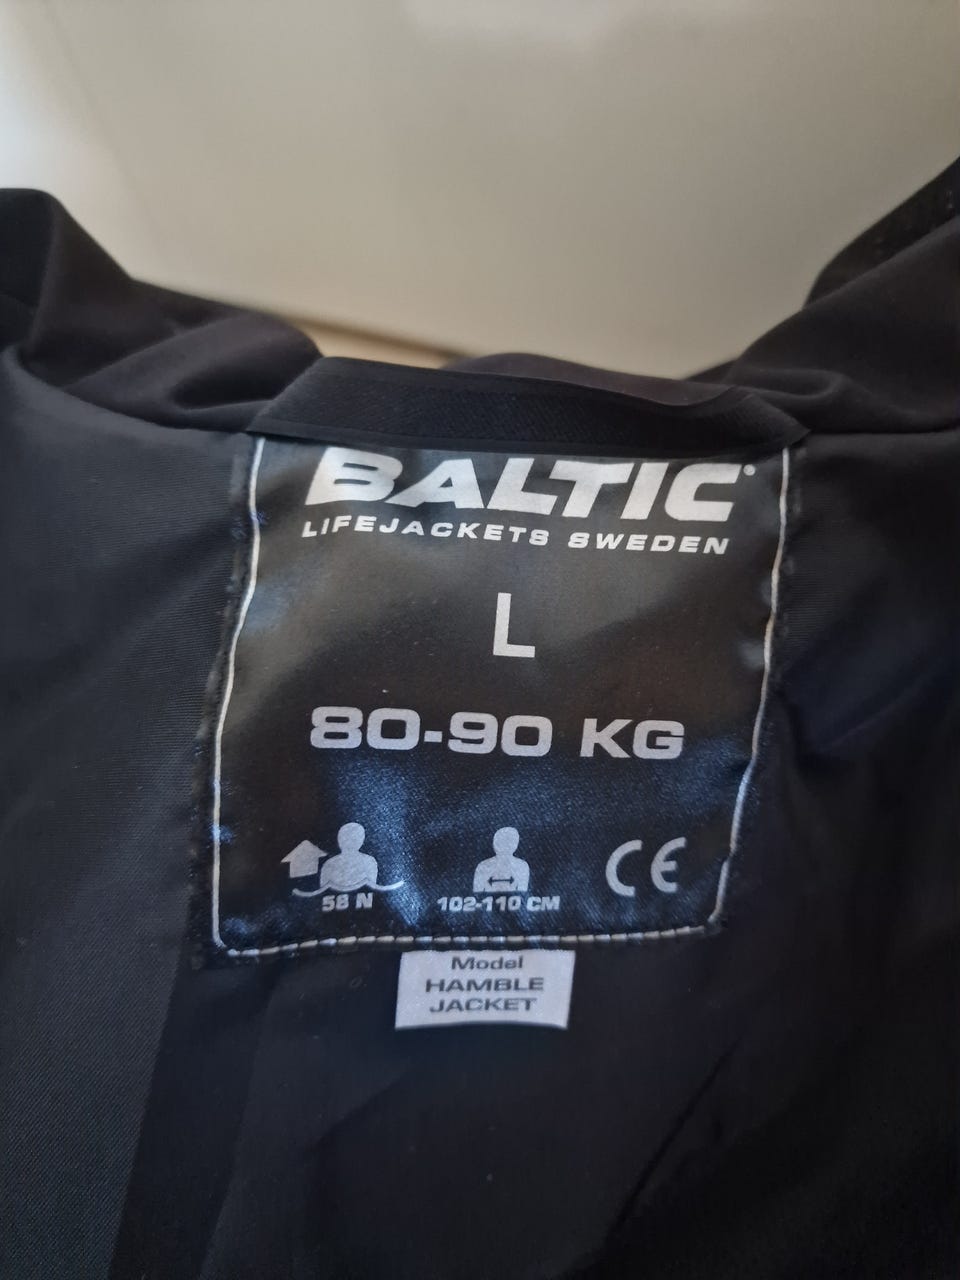 BALTIC
LIFEJACKETS SWEDEN
L
80-90 KG
58 N
102-110 CM
CE
Model
HAMBLE
JACKET